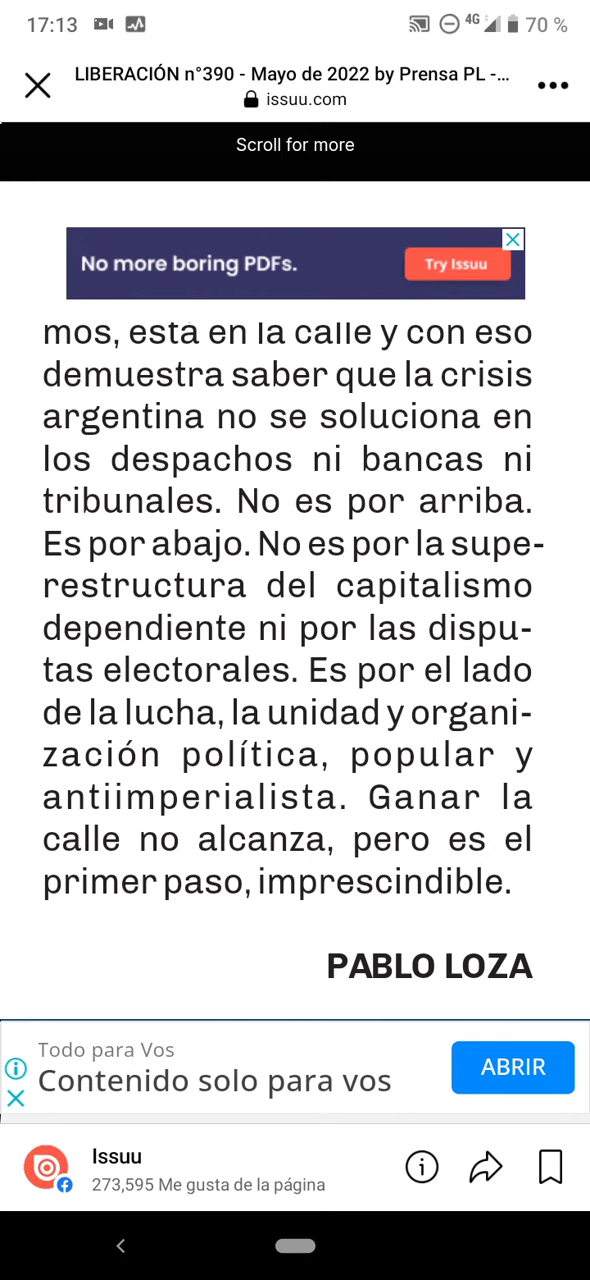 17:13
4G
70 %
LIBERACIÓN n°390 - Mayo de 2022 by Prensa PL -...
issuu.com
Scroll for more
No more boring PDFs.
Try Issuu
mos, está en la calle y con eso
demuestra saber que la crisis
argentina no se soluciona en
los despachos ni bancas ni
tribunales. No es por arriba.
Es por abajo. No es por la supe-
restructura del capitalismo
dependiente ni por las dispu-
tas electorales. Es por el lado
de la lucha, la unidad y organi-
zación política, popular y
antiimperialista. Ganar la
calle no alcanza, pero es el
primer paso, imprescindible.
PABLO LOZA
Todo para Vos
Contenido solo para vos
ABRIR
Issuu
273,595 Me gusta de la página